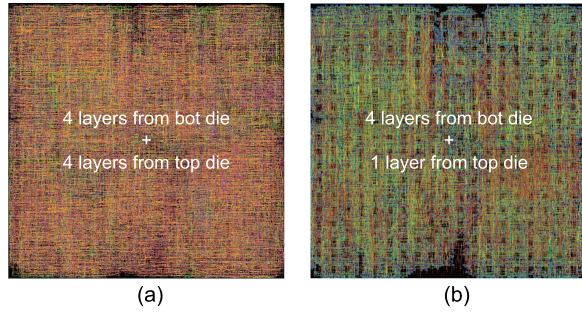 4 layers from bot die
+
4 layers from top die
4 layers from bot die
+
1 layer from top die
(a)
(b)